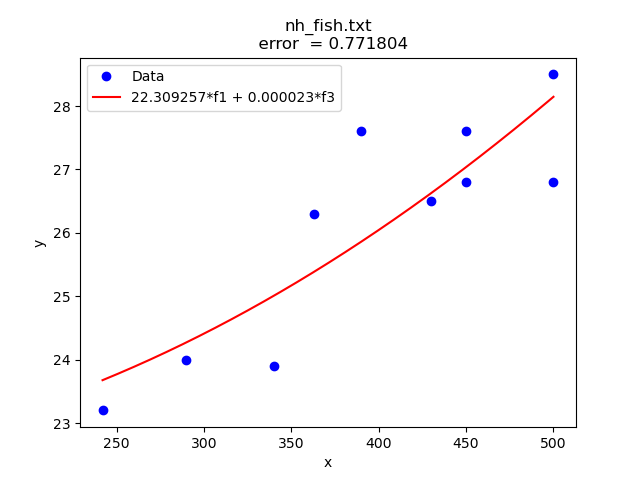 nh_fish.txt
error  = 0.771804
Data
22.309257*f1 + 0.000023*f3
28
27
26
25
24
23
y
250 300 350 400 450 500
x